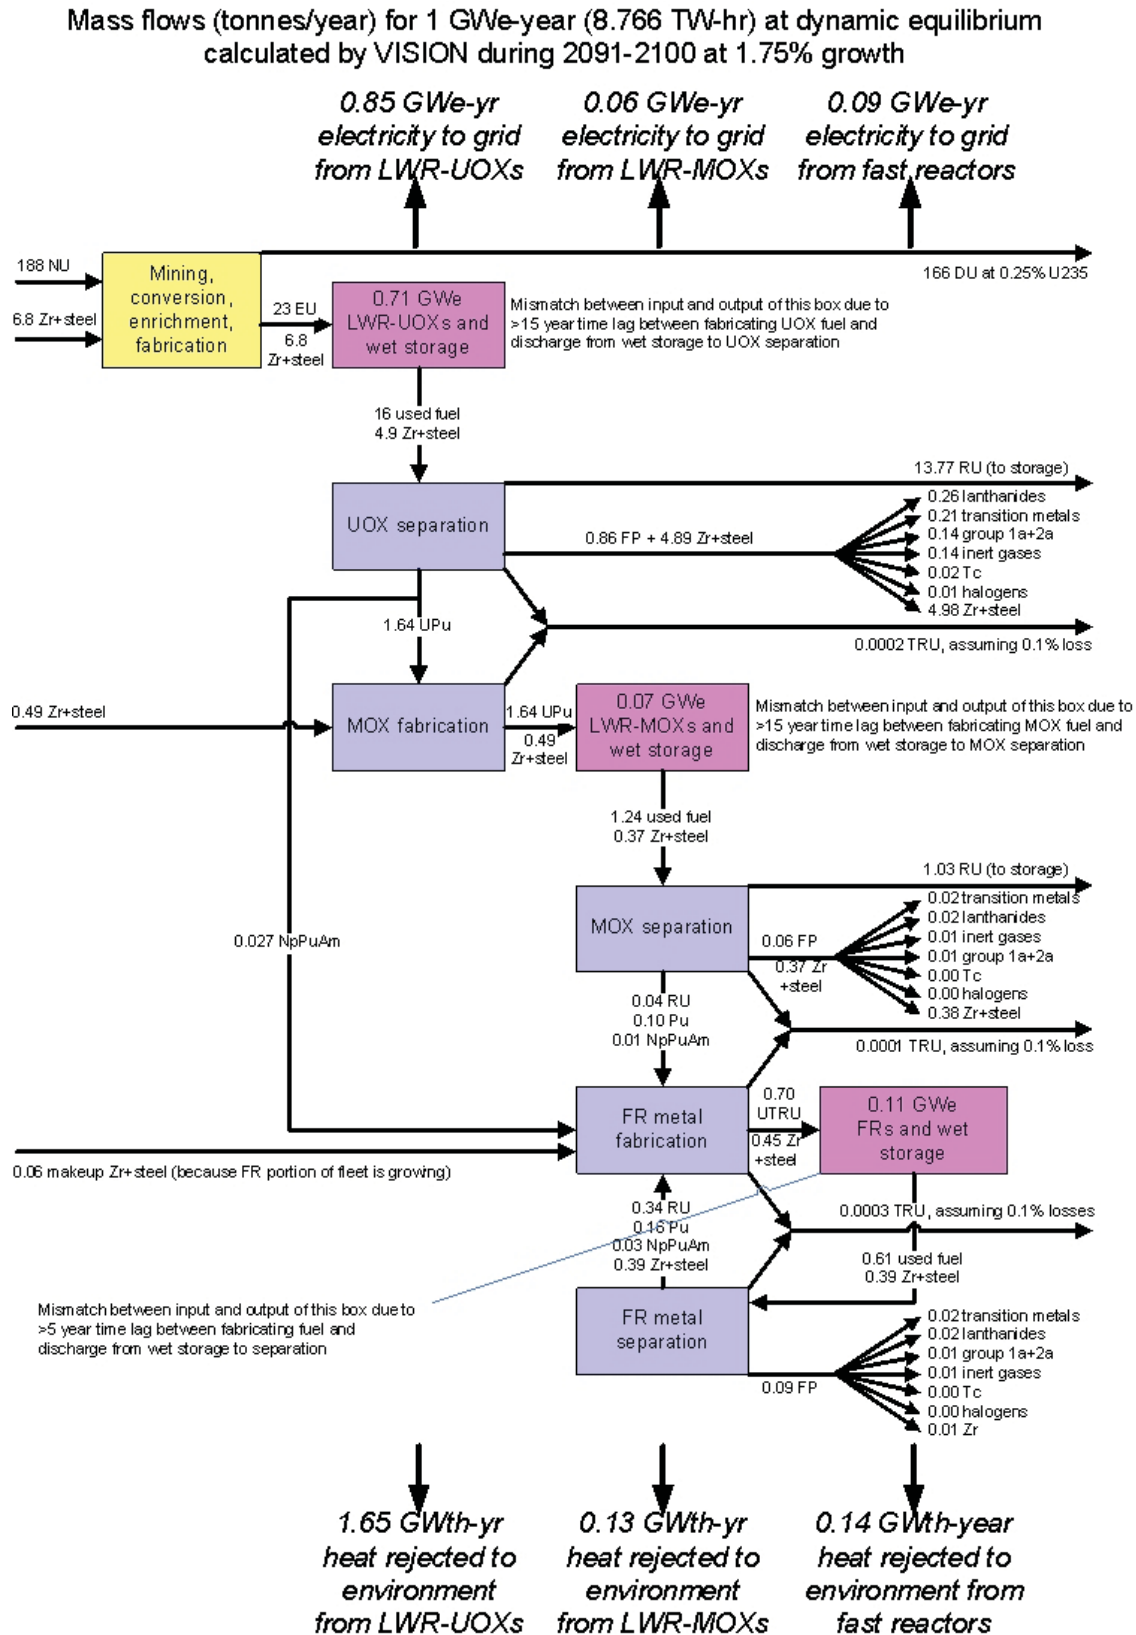 Mass flows (tonnes/year) for 1 GWe-year (8.766 TW-hr) at dynamic equilibrium
calculated by VISION during 2091-2100 at 1.75% growth
0.85 GWe-yr
electricity to grid
from LWR-UOXs
0.06 GWe-yr
electricity to grid
from LWR-MOXs
0.09 GWe-yr
electricity to grid
from fast reactors
188 NU
6.8 Zr+steel
Mining,
conversion,
enrichment,
fabrication
166 DU at 0.25% U235
23 EU
6.8
Zr+steel
0.71 GWe
LWR-UOXs and
wet storage
Mismatch between input and output of this box due to
>15 year time lag between fabricating UOX fuel and
discharge from wet storage to UOX separation
16 used fuel
4.9 Zr+steel
UOX separation
13.77 RU (to storage)
0.86 FP + 4.89 Zr+steel
0.26 lanthanides
0.21 transition metals
0.14 group 1a+2a
0.14 inert gases
0.02 Tc
0.01 halogens
4.98 Zr+steel
1.64 UPu
0.0002 TRU, assuming 0.1% loss
0.49 Zr+steel
MOX fabrication
1.64 UPu
0.49
Zr+steel
0.07 GWe
LWR-MOXs and
wet storage
Mismatch between input and output of this box due to
>15 year time lag between fabricating MOX fuel and
discharge from wet storage to MOX separation
1.24 used fuel
0.37 Zr+steel
1.03 RU (to storage)
MOX separation
0.06 FP
0.37 Zr
+steel
0.02 transition metals
0.02 lanthanides
0.01 inert gases
0.01 group 1a+2a
0.00 Tc
0.00 halogens
0.38 Zr+steel
0.027 NpPuAm
0.04 RU
0.10 Pu
0.01 NpPuAm
0.0001 TRU, assuming 0.1% loss
FR metal
fabrication
0.70
UTRU
0.45 Zr
+steel
0.11 GWe
FRs and wet
storage
0.06 makeup Zr+steel (because FR portion of fleet is growing)
0.34 RU
0.16 Pu
0.03 NpPuAm
0.39 Zr+steel
0.0003 TRU, assuming 0.1% losses
0.61 used fuel
0.39 Zr+steel
Mismatch between input and output of this box due to
>5 year time lag between fabricating fuel and
discharge from wet storage to separation
FR metal
separation
0.09 FP
0.02 transition metals
0.02 lanthanides
0.01 group 1a+2a
0.01 inert gases
0.00 Tc
0.00 halogens
0.01 Zr
1.65 GWth-yr
heat rejected to
environment
from LWR-UOXs
0.13 GWth-yr
heat rejected to
environment
from LWR-MOXs
0.14 GWth-year
heat rejected to
environment from
fast reactors